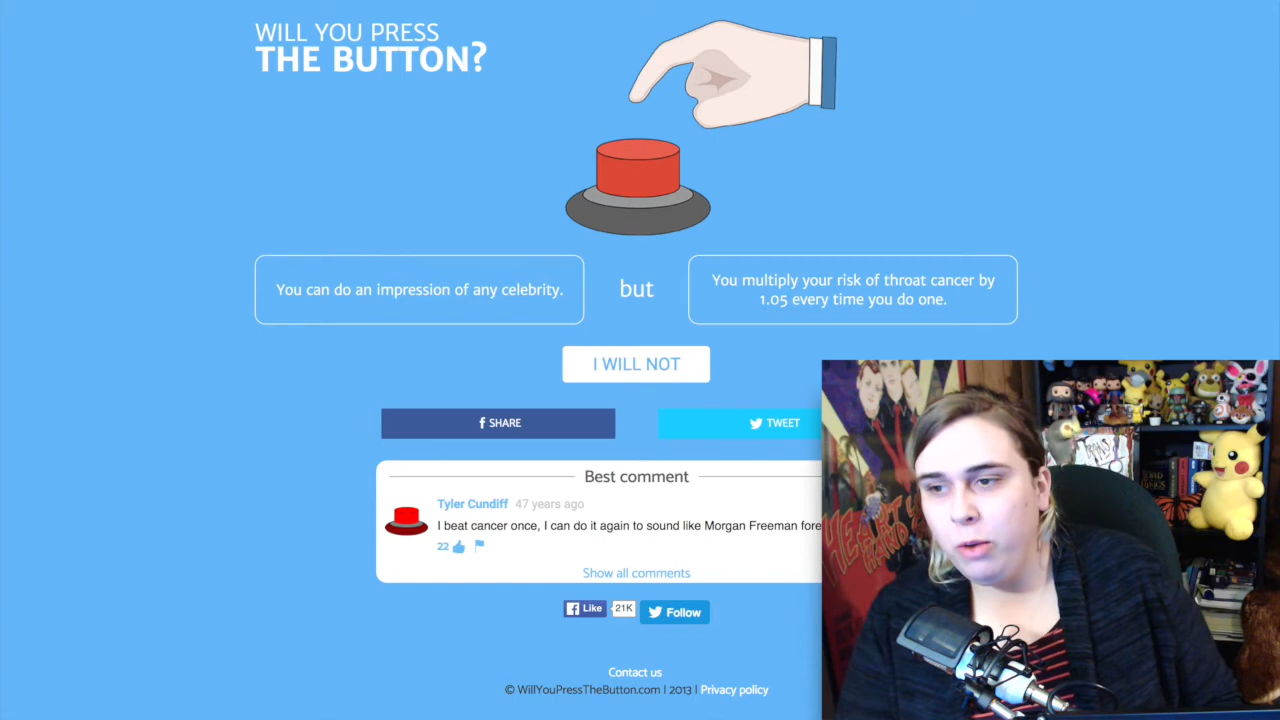 WILL YOU PRESS
THE BUTTON?
You can do an impression of any celebrity.
but
You multiply your risk of throat cancer by
1.05 every time you do one.
I WILL NOT
SHARE
TWEET
Best comment
Tyler Cundiff 47 years ago
I beat cancer once, I can do it again to sound like Morgan Freeman fore
22
Show all comments
Like 21K Follow
Contact us
© WillYouPressTheButton.com | 2013 | Privacy policy
HEART
HAND